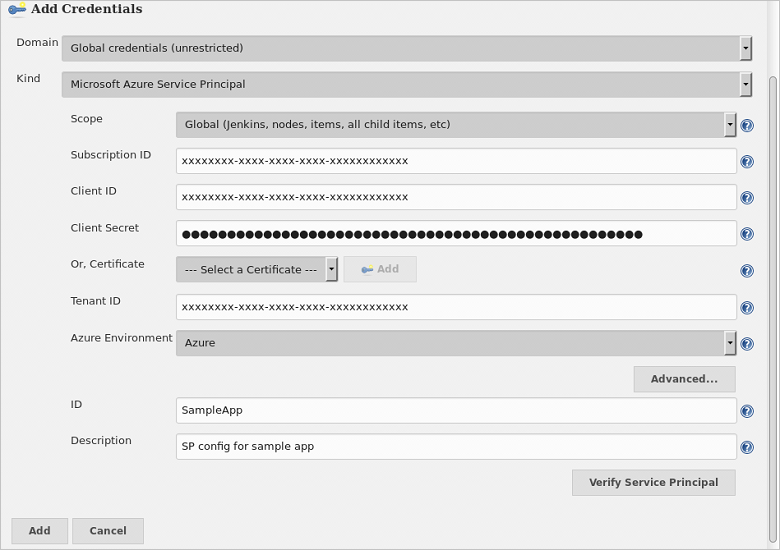 Add Credentials
Domain Global credentials (unrestricted)
Kind Microsoft Azure Service Principal
Scope Global (Jenkins, nodes, items, all child items, etc)
Subscription ID xxxxxxxx-xxxx-xxxx-xxxx-xxxxxxxxxxxx
Client ID xxxxxxxx-xxxx-xxxx-xxxx-xxxxxxxxxxxx
Client Secret ●●●●●●●●●●●●●●●●●●●●●●●●●●●●●●●●●●●●●●●●●●●●●●●●●●●
Or, Certificate --- Select a Certificate --- Add
Tenant ID xxxxxxxx-xxxx-xxxx-xxxx-xxxxxxxxxxxx
Azure Environment Azure
Advanced...
ID SampleApp
Description SP config for sample app
Verify Service Principal
Add Cancel